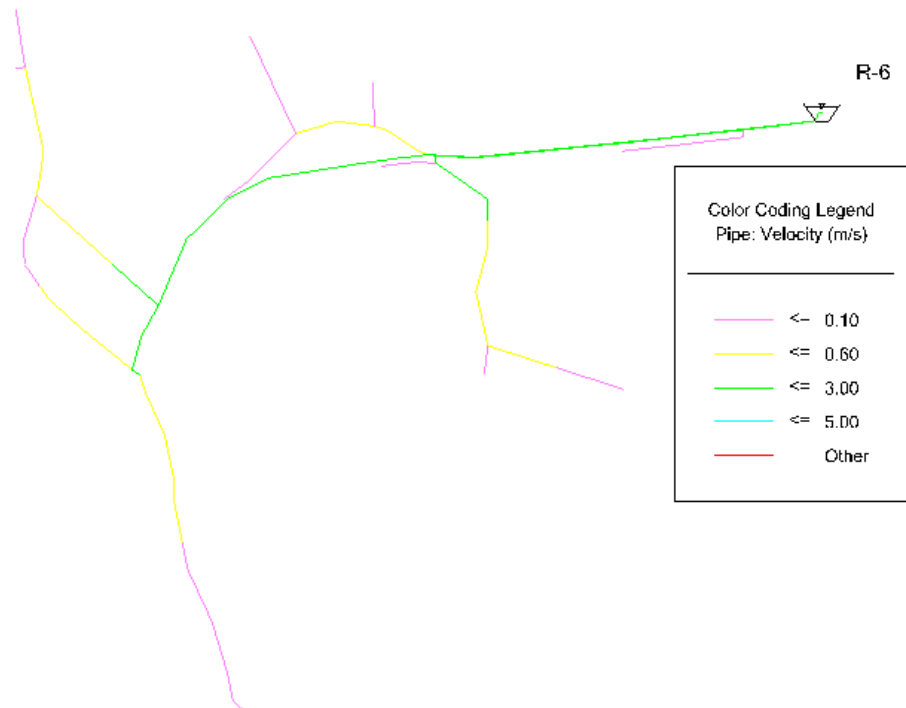 R-6
Color Coding Legend
Pipe: Velocity (m/s)
<= 0.10
<= 0.60
<= 3.00
<= 5.00
Other